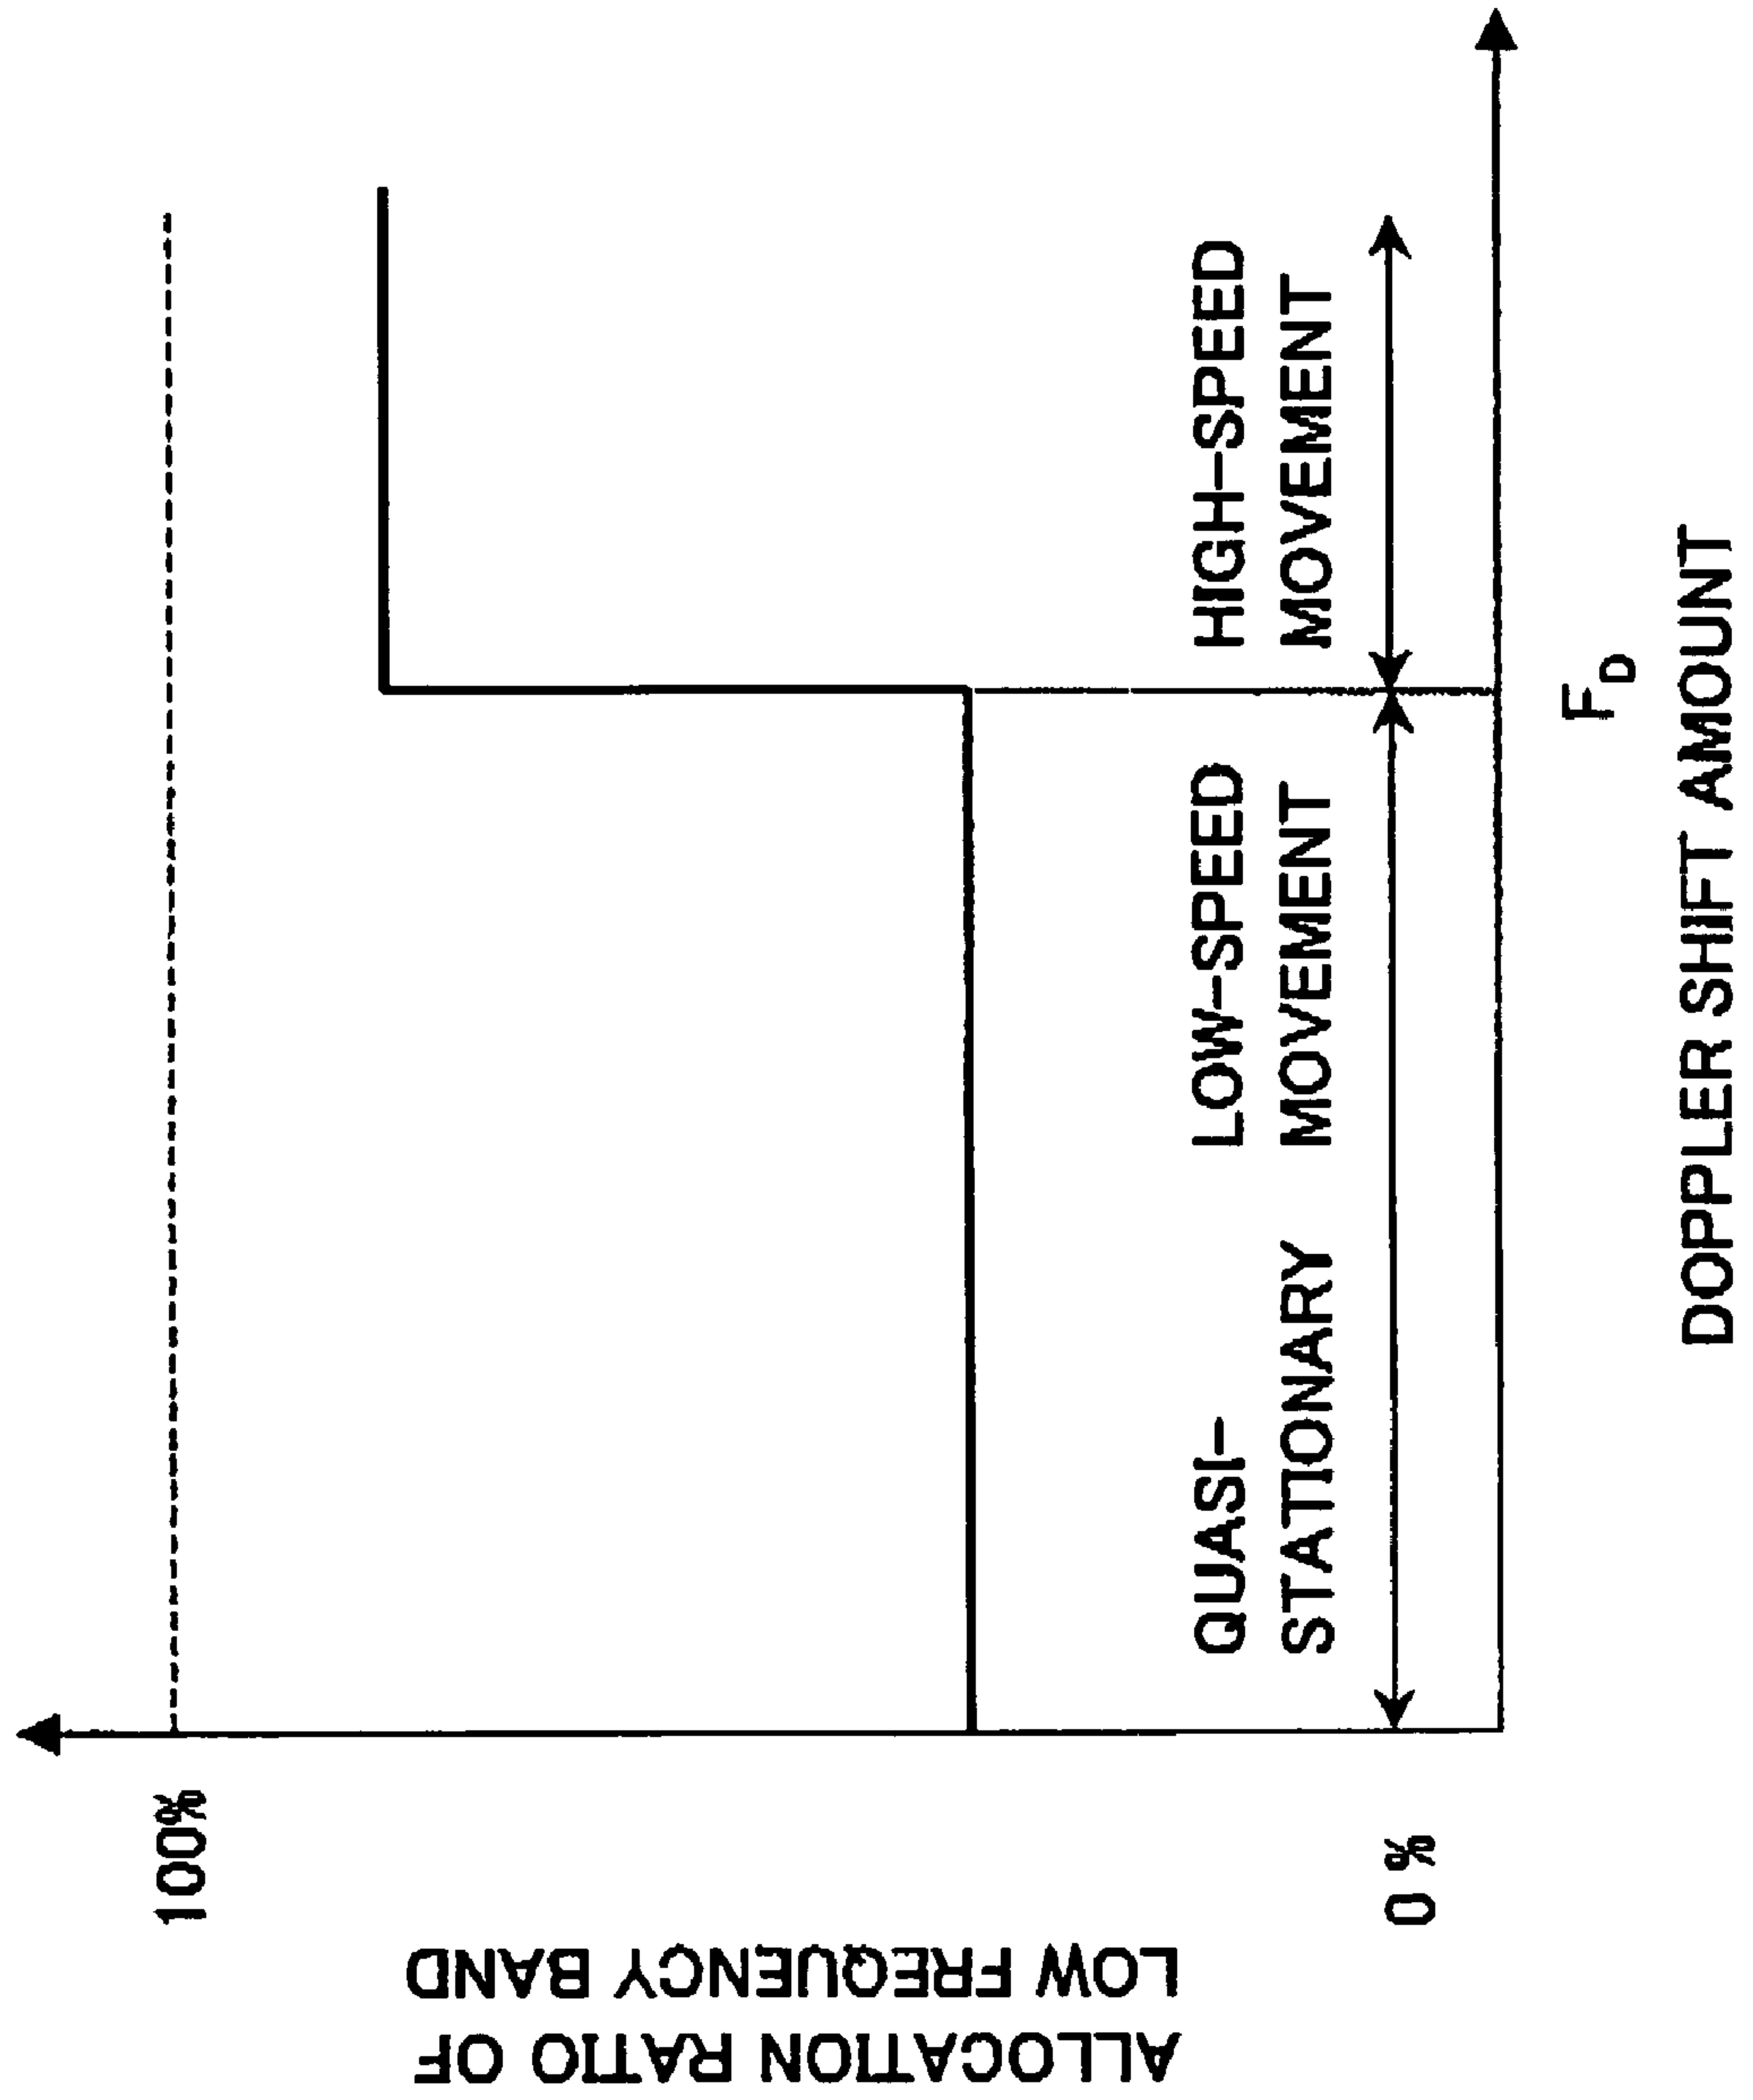 ALLOCATION RATIO OF
LOW FREQUENCY BAND
100%
0 %
QUASI-
STATIONARY
LOW-SPEED
MOVEMENT
HIGH-SPEED
MOVEMENT
F D
DOPPLER SHIFT AMOUNT